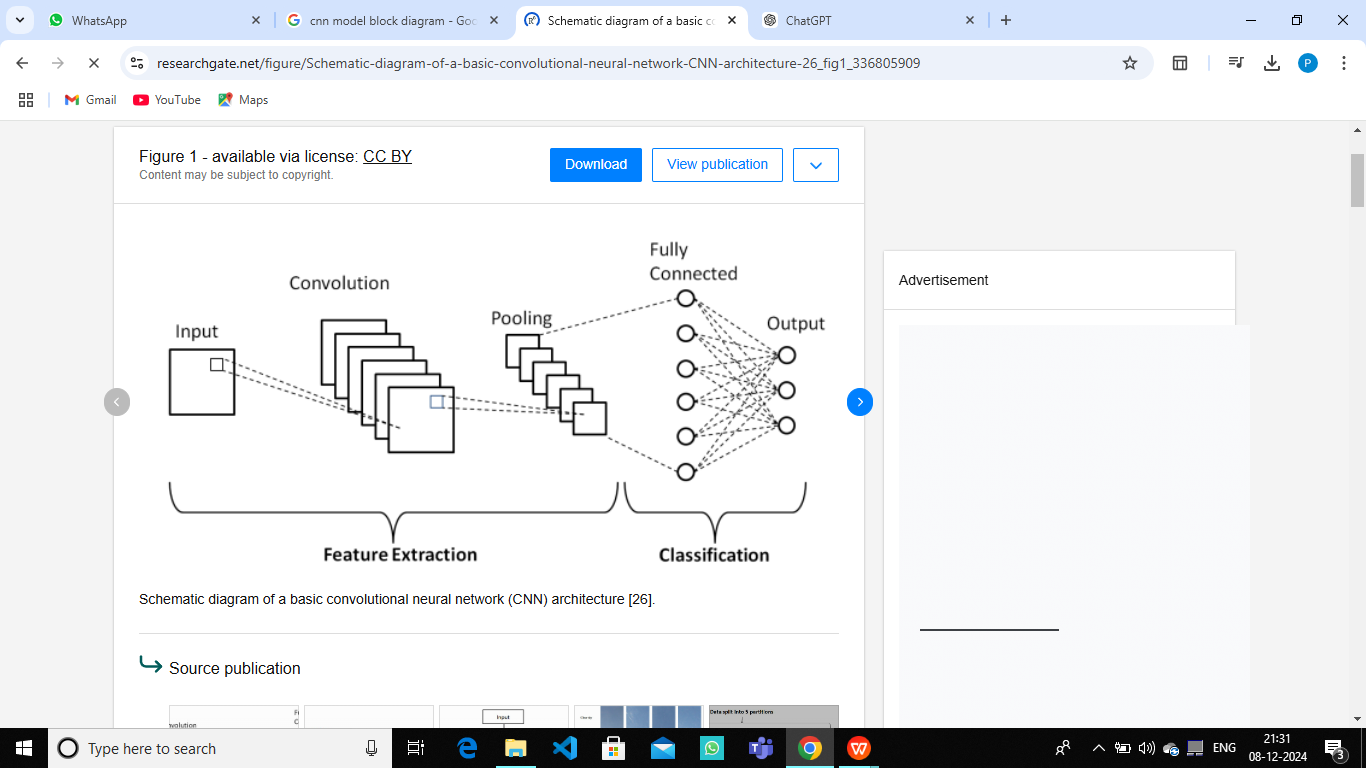 WhatsApp
cnn model block diagram - Goo
Schematic diagram of a basic co
ChatGPT
researchgate.net/figure/Schematic-diagram-of-a-basic-convolutional-neural-network-CNN-architecture-26_fig1_336805909
P
Gmail
YouTube
Maps
Figure 1 - available via license: CC BY
Content may be subject to copyright.
Download
View publication
Fully
Connected
Convolution
Pooling
Output
Input
Feature Extraction
Classification
Advertisement
Schematic diagram of a basic convolutional neural network (CNN) architecture [26].
Source publication
volution
Input
Data split into 5 partitions
Type here to search
ENG
21:31
08-12-2024
3